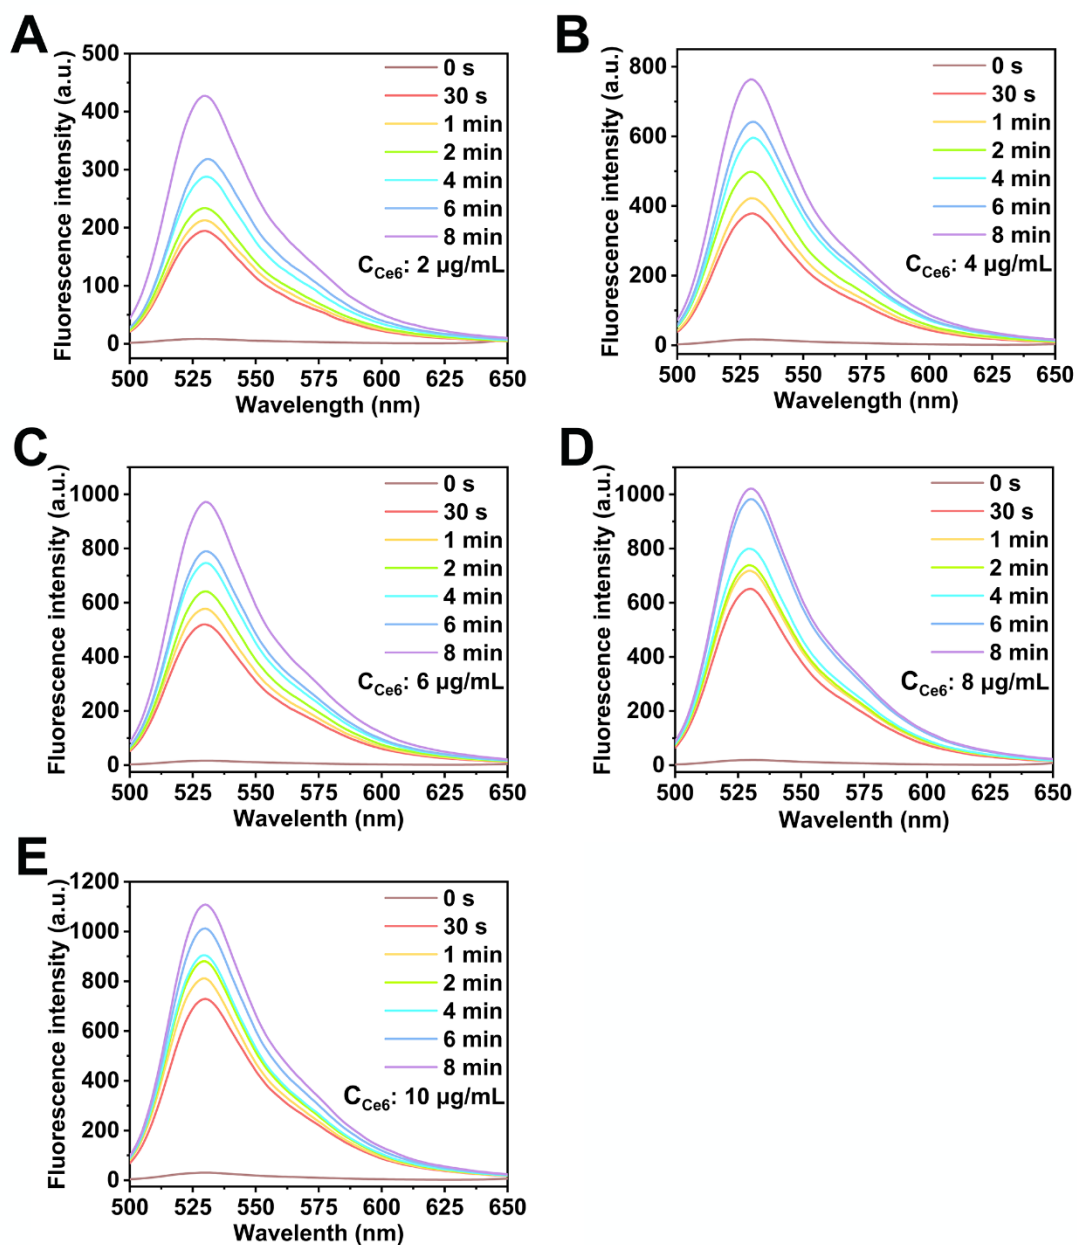 A
Fluorescence intensity (a.u.)
500
400
300
200
100
0
500 525 550 575 600 625 650
Wavelength (nm)
0 s
30 s
1 min
2 min
4 min
6 min
8 min
CCe6: 2 μg/mL
B
Fluorescence intensity (a.u.)
800
600
400
200
0
500 525 550 575 600 625 650
Wavelength (nm)
0 s
30 s
1 min
2 min
4 min
6 min
8 min
CCe6: 4 μg/mL
C
Fluorescence intensity (a.u.)
1000
800
600
400
200
0
500 525 550 575 600 625 650
Wavelenth (nm)
0 s
30 s
1 min
2 min
4 min
6 min
8 min
CCe6: 6 μg/mL
D
Fluorescence intensity (a.u.)
1000
800
600
400
200
0
500 525 550 575 600 625 650
Wavelenth (nm)
0 s
30 s
1 min
2 min
4 min
6 min
8 min
CCe6: 8 μg/mL
E
Fluorescence intensity (a.u.)
1200
1000
800
600
400
200
0
500 525 550 575 600 625 650
Wavelenth (nm)
0 s
30 s
1 min
2 min
4 min
6 min
8 min
CCe6: 10 μg/mL